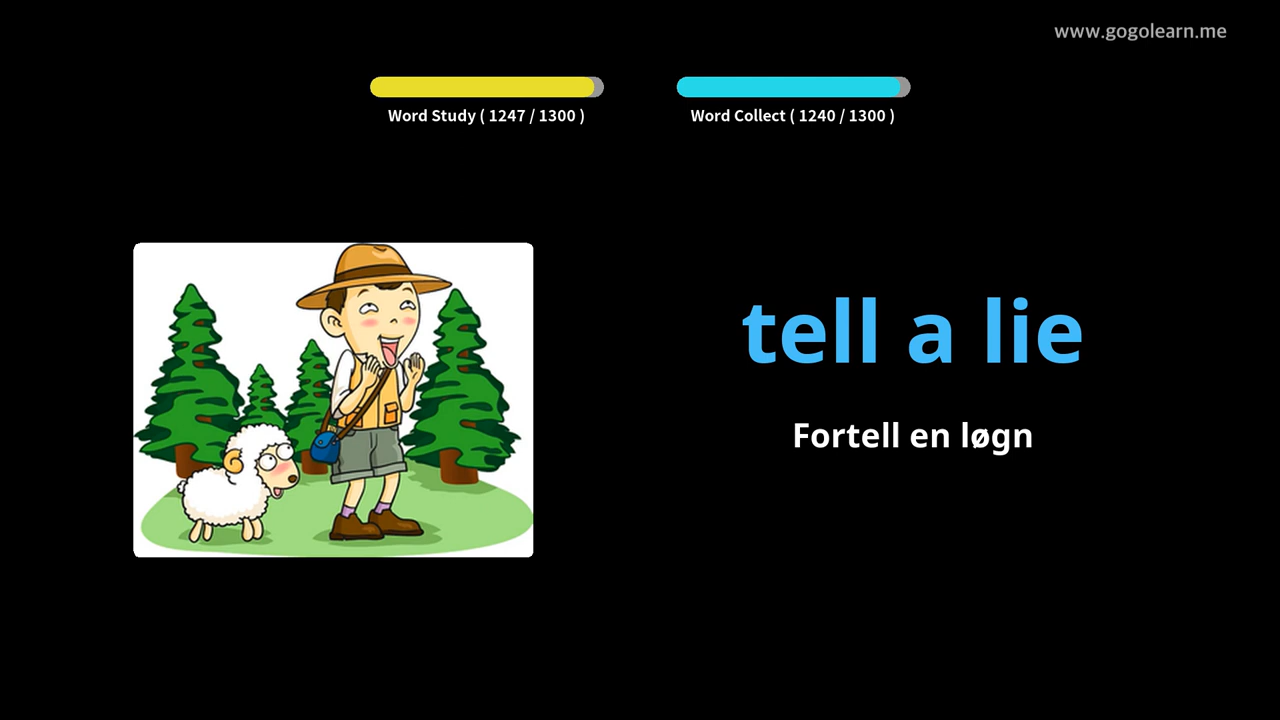 www.gogolearn.me
Word Study ( 1247 / 1300 )
Word Collect ( 1240 / 1300 )
tell a lie
Fortell en løgn